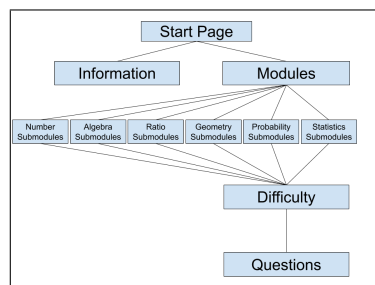 Start Page
Information
Modules
Number
Submodules
Algebra
Submodules
Ratio
Submodules
Geometry
Submodules
Probability
Submodules
Statistics
Submodules
Difficulty
Questions